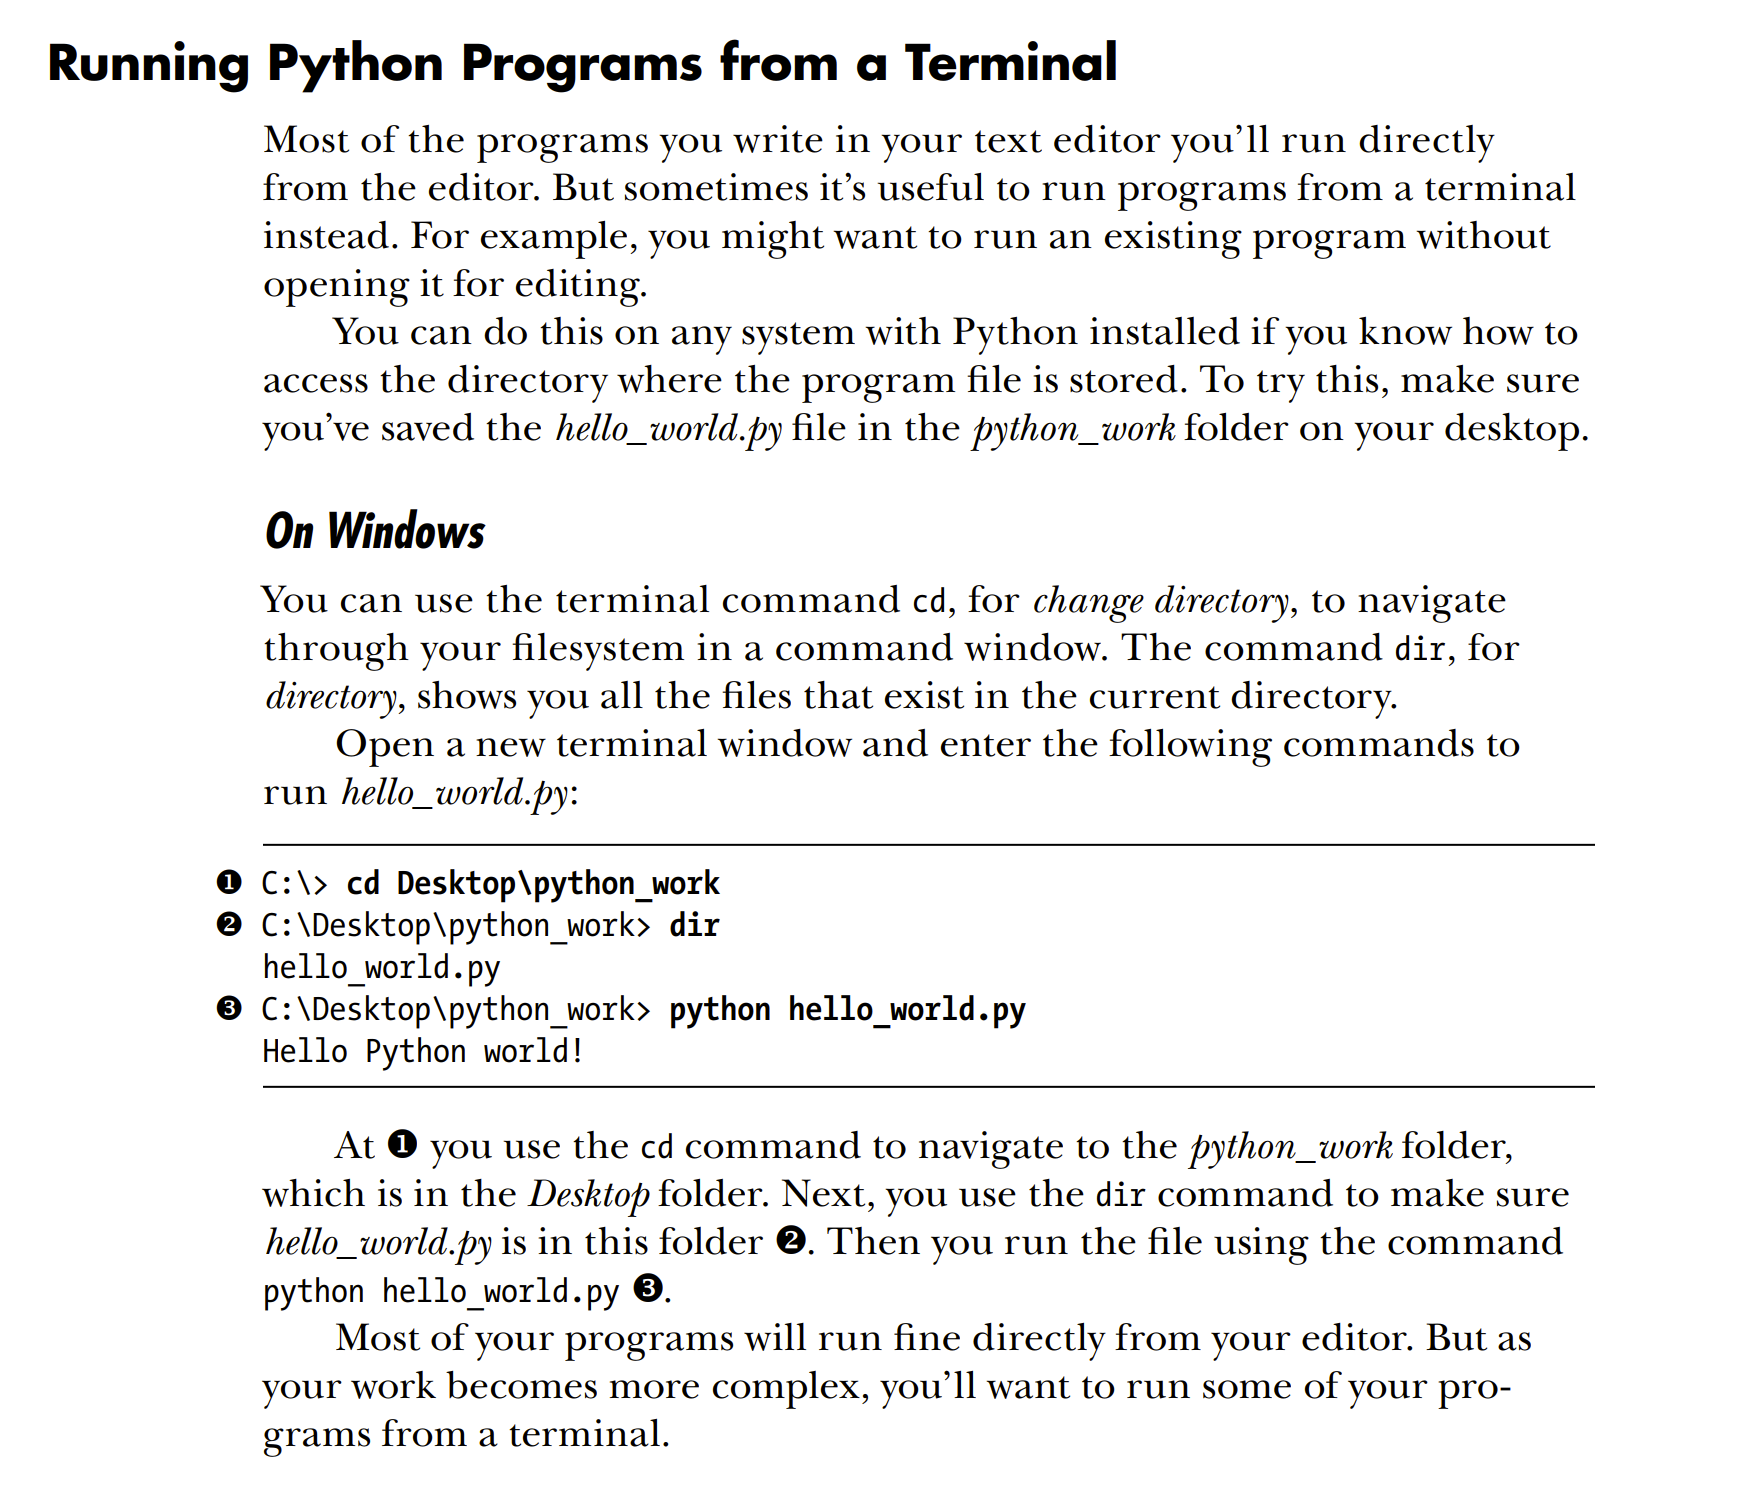 Running Python Programs from a Terminal
Most of the programs you write in your text editor you’ll run directly
from the editor. But sometimes it’s useful to run programs from a terminal
instead. For example, you might want to run an existing program without
opening it for editing.
You can do this on any system with Python installed if you know how to
access the directory where the program file is stored. To try this, make sure
you’ve saved the hello_world.py file in the python_work folder on your desktop.
On Windows
You can use the terminal command cd, for change directory, to navigate
through your filesystem in a command window. The command dir, for
directory, shows you all the files that exist in the current directory.
Open a new terminal window and enter the following commands to
run hello_world.py:
❶ C:\> cd Desktop\python_work
❷ C:\Desktop\python_work> dir
hello_world.py
❸ C:\Desktop\python_work> python hello_world.py
Hello Python world!
At ❶ you use the cd command to navigate to the python_work folder,
which is in the Desktop folder. Next, you use the dir command to make sure
hello_world.py is in this folder ❷. Then you run the file using the command
python hello_world.py ❸.
Most of your programs will run fine directly from your editor. But as
your work becomes more complex, you’ll want to run some of your pro-
grams from a terminal.